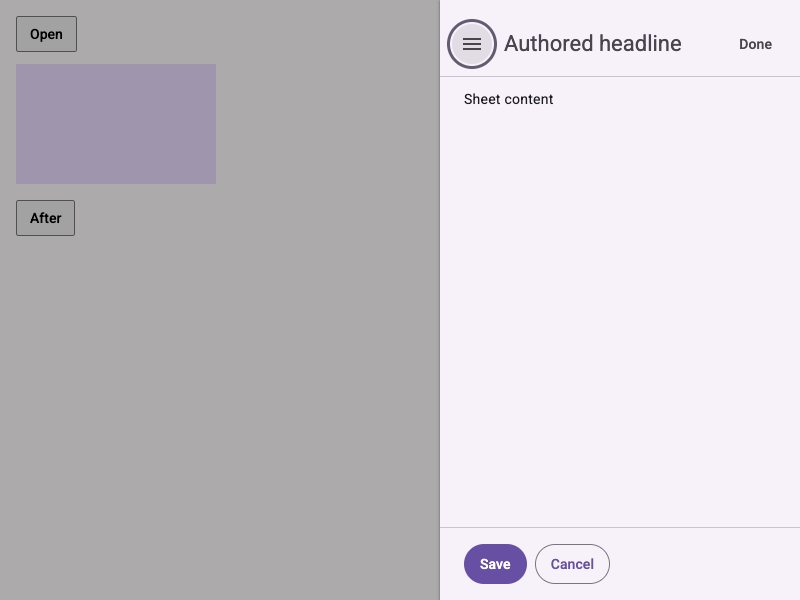 Open
After
Authored headline
Done
Sheet content
Save
Cancel